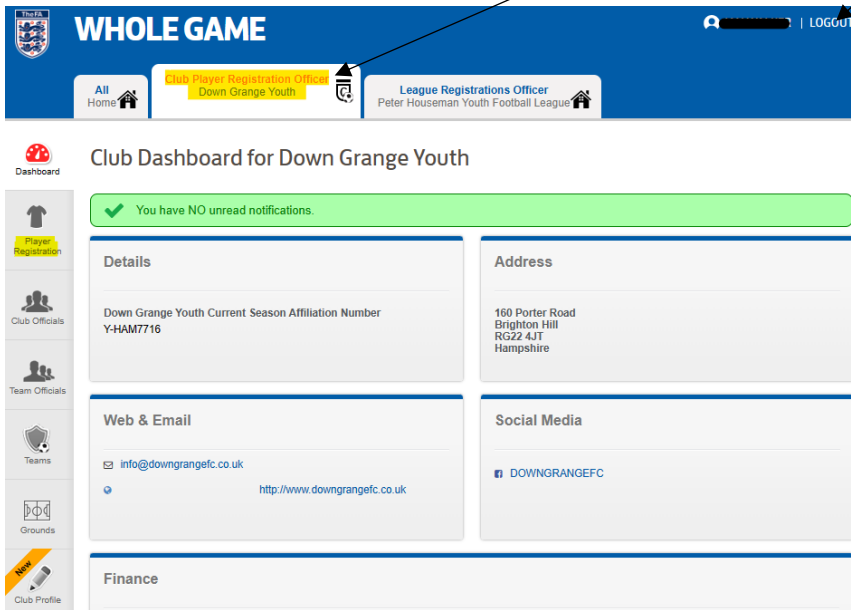 The FA
WHOLE GAME
| LOGOUT
All
Home
Club Player Registration Officer
Down Grange Youth
League Registrations Officer
Peter Houseman Youth Football League
Dashboard
Club Dashboard for Down Grange Youth
You have NO unread notifications.
Player
Registration
Details
Address
Down Grange Youth Current Season Affiliation Number
Y-HAM7716
160 Porter Road
Brighton Hill
RG22 4JT
Hampshire
Club Officials
Team Officials
Web & Email
Social Media
info@downgrangefc.co.uk
http://www.downgrangefc.co.uk
DOWNGRANGEFC
Teams
Grounds
New
Club Profile
Finance